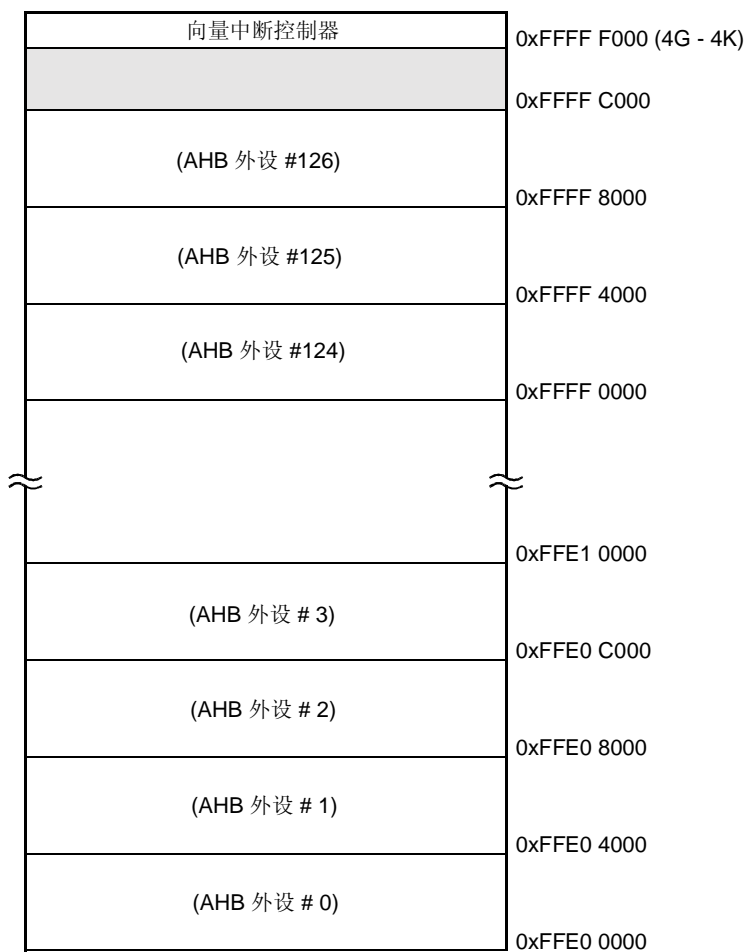 向量中断控制器
0xFFFF F000 (4G - 4K)
0xFFFF C000
(AHB 外设 #126)
0xFFFF 8000
(AHB 外设 #125)
0xFFFF 4000
(AHB 外设 #124)
0xFFFF 0000
0xFFE1 0000
(AHB 外设 # 3)
0xFFE0 C000
(AHB 外设 # 2)
0xFFE0 8000
(AHB 外设 # 1)
0xFFE0 4000
(AHB 外设 # 0)
0xFFE0 0000